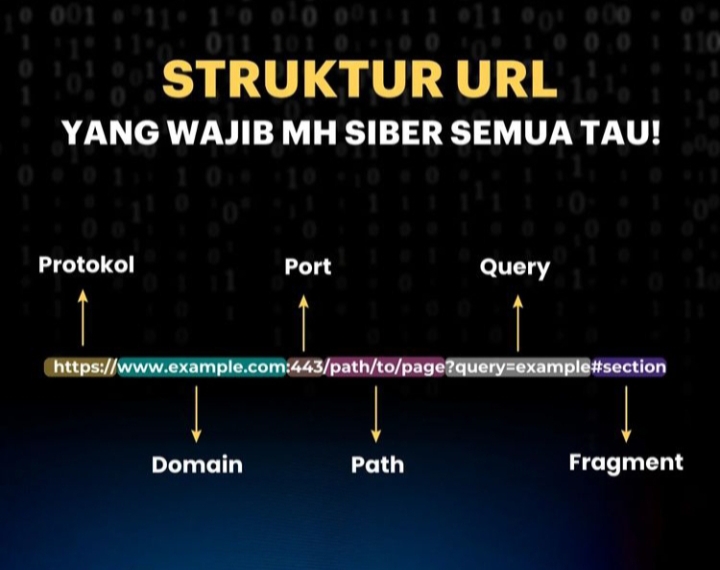 STRUKTUR URL
YANG WAJIB MH SIBER SEMUA TAU!
Protokol
Port
Query
https://www.example.com:443/path/to/page?query=example#section
Domain
Path
Fragment